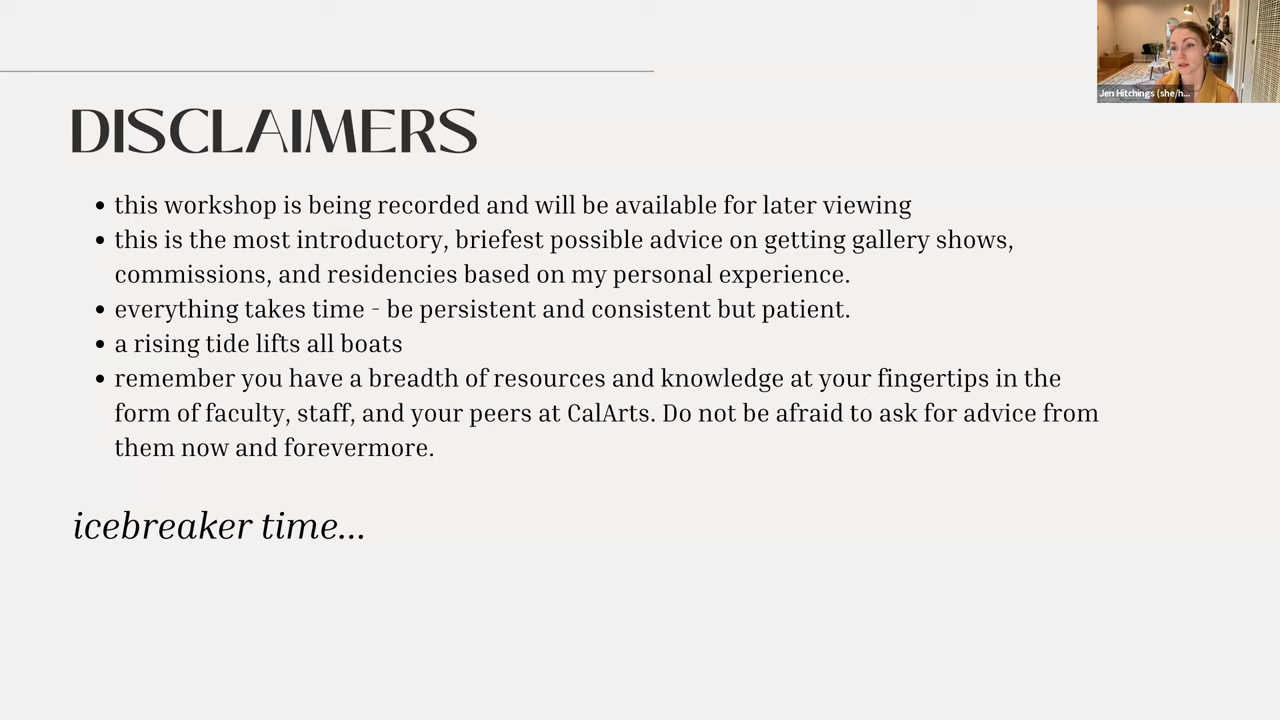 Jen Hitchings (she/h...
DISCLAIMERS
• this workshop is being recorded and will be available for later viewing
• this is the most introductory, briefest possible advice on getting gallery shows,
commissions, and residencies based on my personal experience.
• everything takes time - be persistent and consistent but patient.
• a rising tide lifts all boats
• remember you have a breadth of resources and knowledge at your fingertips in the
form of faculty, staff, and your peers at CalArts. Do not be afraid to ask for advice from
them now and forevermore.
icebreaker time...